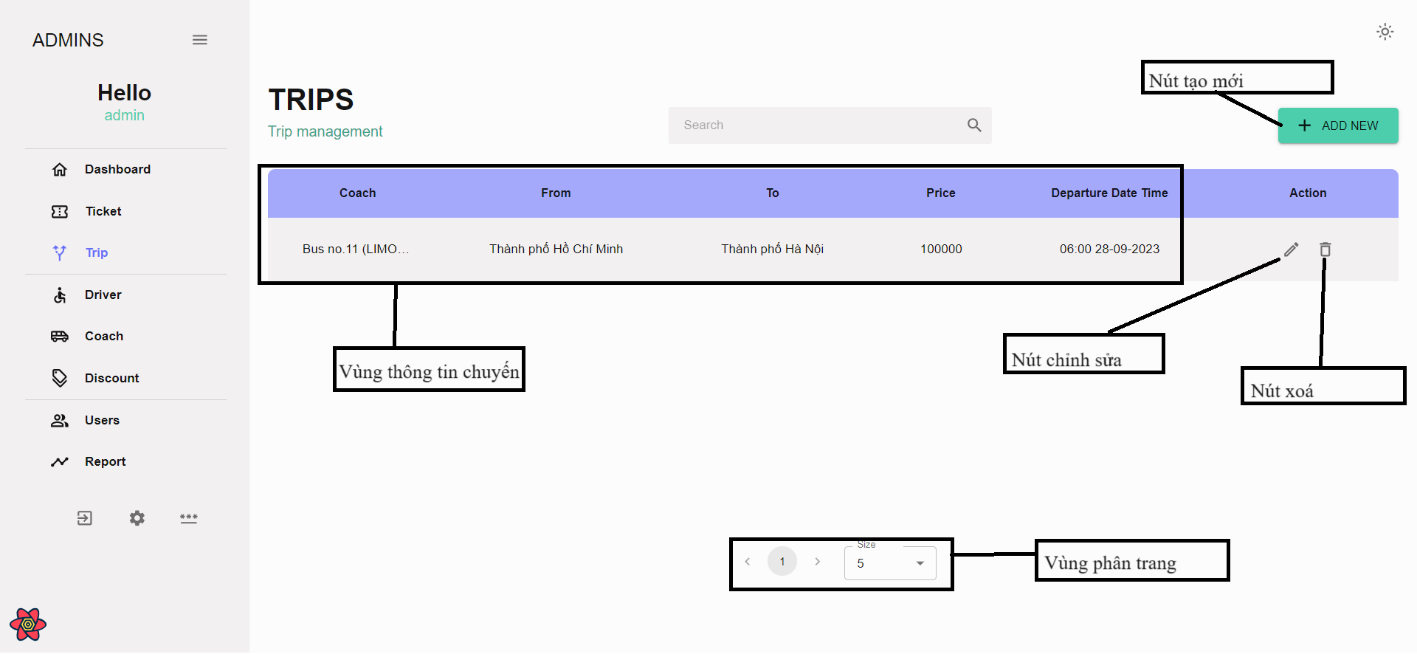 ADMINS
Hello
admin
Dashboard
Ticket
Trip
Driver
Coach
Discount
Users
Report
Nút tạo mới
TRIPS
Trip management
Search
ADD NEW
Coach From To Price Departure Date Time Action
Bus no.11 (LIMO... Thành phố Hồ Chí Minh Thành phố Hà Nội 100000 06:00 28-09-2023
Vùng thông tin chuyến
Nút chỉnh sửa
Nút xoá
Size
1 5
Vùng phân trang